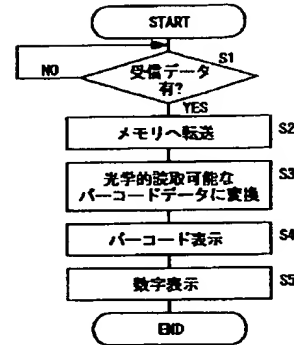 START
受信データ
有?
S1
NO
YES
メモリへ転送
S2
光学的読取可能な
バーコードデータに変換
S3
バーコード表示
S4
数字表示
S5
END